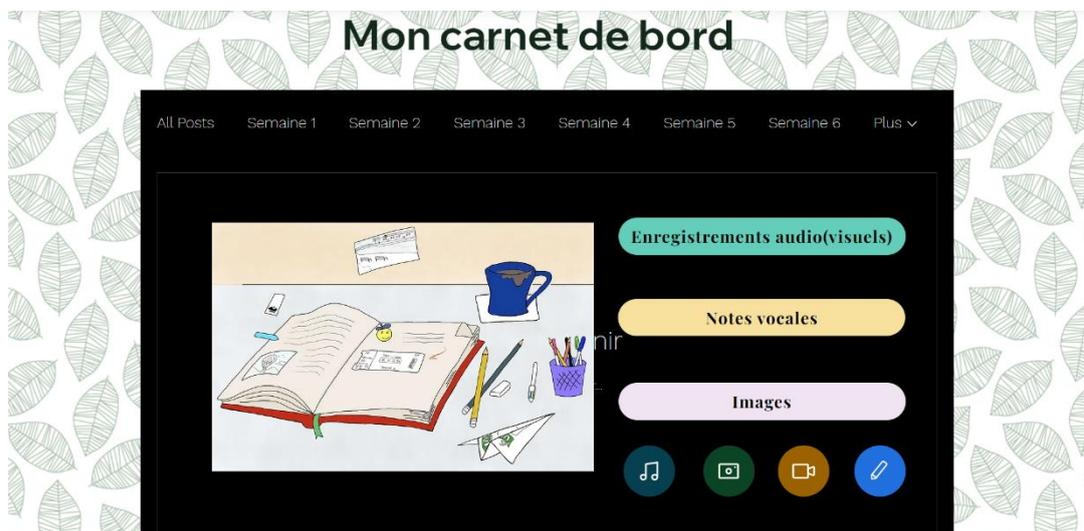 Mon carnet de bord
All Posts Semaine 1 Semaine 2 Semaine 3 Semaine 4 Semaine 5 Semaine 6 Plus
Enregistrements audio(visuels)
Notes vocales
Images